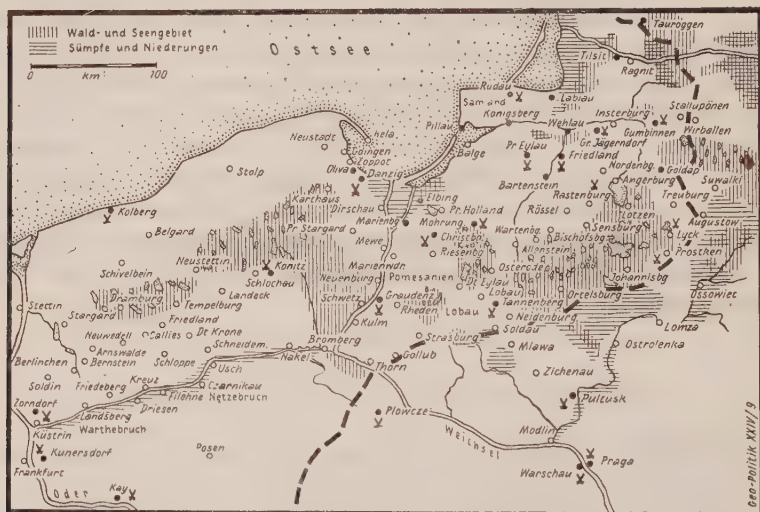 Wald- und Seengebiet
Sümpfe und Niederungen
0 km 100
Ostsee
Tauroggen
Tilsit
Ragnit
Rudau
Samland
Labiau
Königsberg
Wehlau
Insterburg
Stallupönen
Gumbinnen
Wirballen
Pillau
Balge
Pr Eylau
Gr. Jägerndorf
Friedland
Nordenbg.
Goldap
Suwalki
Neustadt
hela
Gdingen
Zoppot
Oliva
Danzig
Stolp
Bartenstein
Rastenburg
Angerburg
Treuburg
Karthaus
Elbing
Kolberg
Dirschau
Marienbg
Mohrung.
Pr. Holland
Rössel
Lötzen
Augustow
Belgard
Pr Stargard
Christbg
Wartenbg.
Sensburg
Bischofsbg
Lyck
Neustettin
Konitz
Mewe
Riesenbg
Allenstein
Prostken
Schivelbein
Schlochau
Marienwdr.
Neuenburg
Pomesanien
Osterode
Johannisbg
Dramburg
Tempelburg
Landeck
Schwetz
Graudenz
Dt Eylau
Löbau
Ortelsburg
Ossowiet
Stettin
Stargard
Friedland
Rheden
Lobau
Tannenberg
Neidenburg
Neuwedell
Callies
Dt Krone
Kulm
Strasburg
Soldau
Lomza
Arnswalde
Schneidem.
Bromberg
Nakel
Mlawa
Ostrolenka
Berlinchen
Bernstein
Schloppe
Usch
Gollub
Thorn
Soldin
Friedeberg
Kreuz
Czarnikau
Zichenau
Filehne
Netzebruch
Zorndorf
Landsberg
Driesen
Plowcze
Pultusk
Küstrin
Warthebruch
Weichsel
Modlin
Kunersdorf
Posen
Frankfurt
Praga
Warschau
Oder
Kay
Geo-Politik XXIV/9